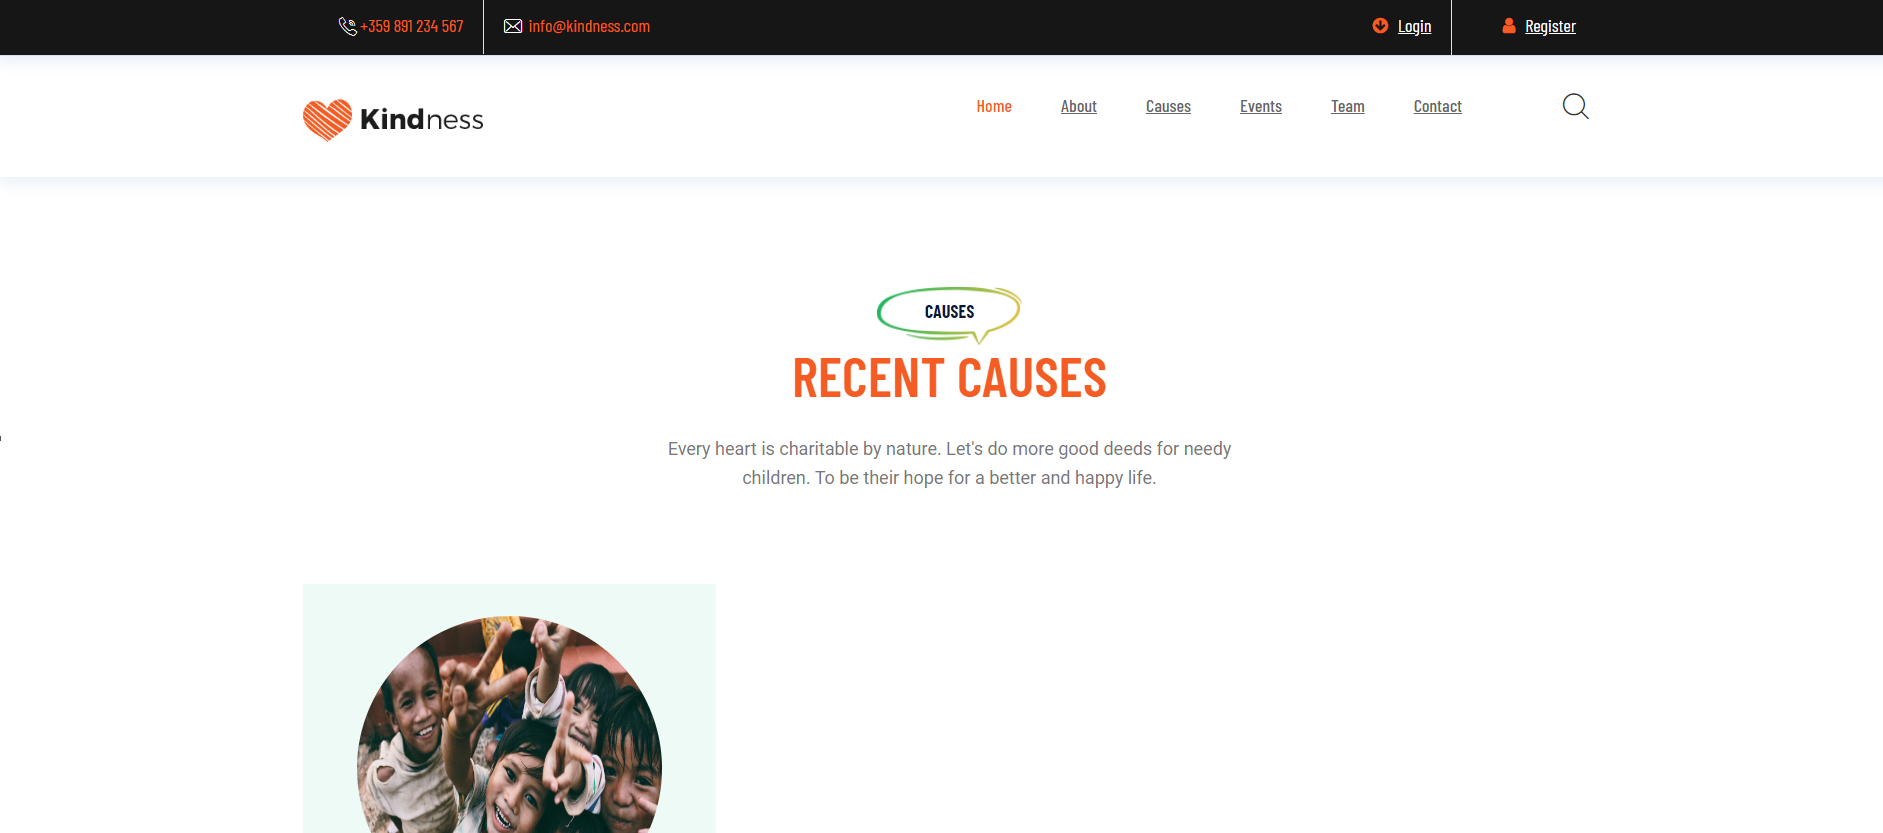 +359 891 234 567
info@kindness.com
Login
Register
Kindness
Home
About
Causes
Events
Team
Contact
CAUSES
RECENT CAUSES
Every heart is charitable by nature. Let's do more good deeds for needy
children. To be their hope for a better and happy life.